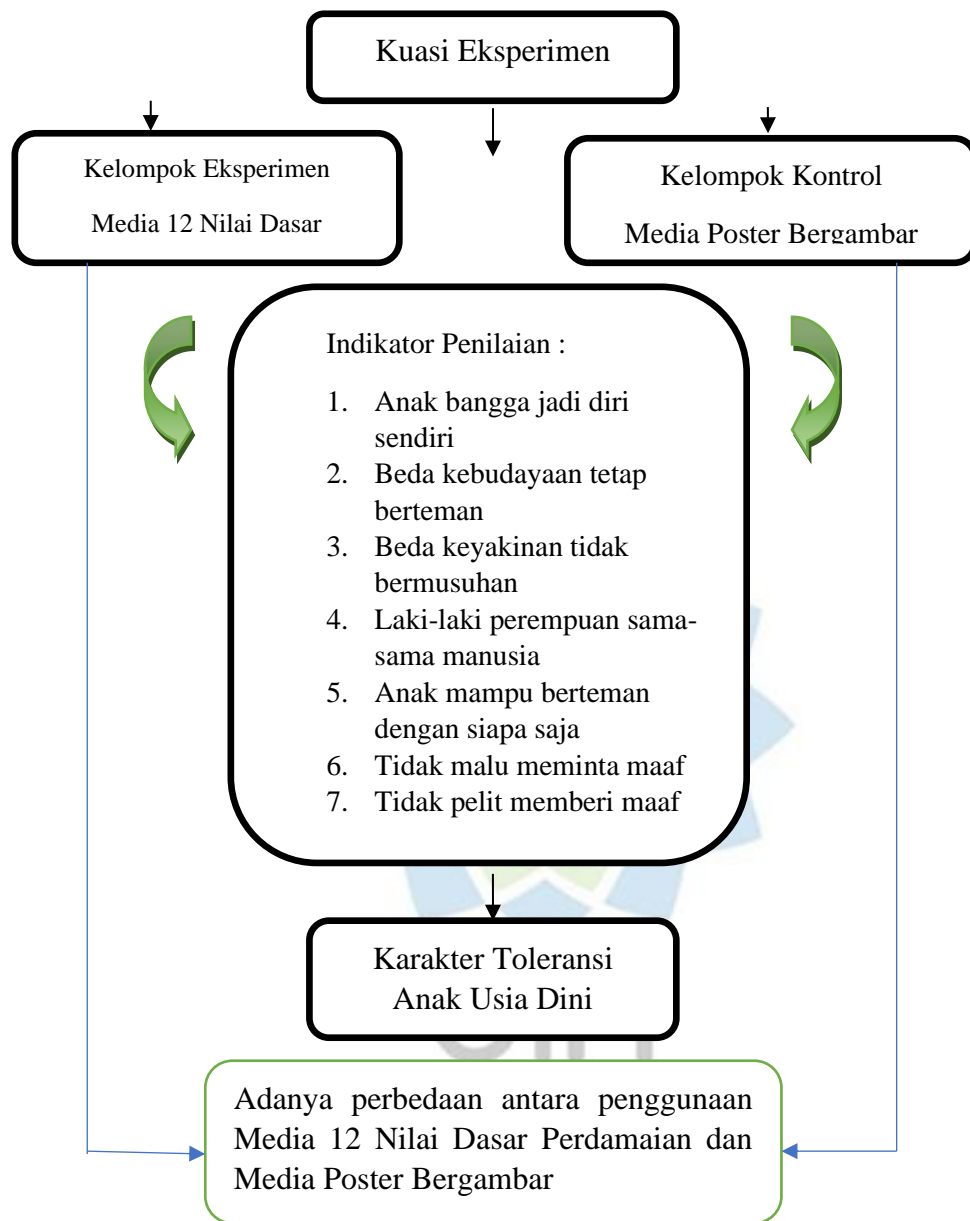 Kuasi Eksperimen
Kelompok Eksperimen
Media 12 Nilai Dasar
Kelompok Kontrol
Media Poster Bergambar
Indikator Penilaian :
1. Anak bangga jadi diri
sendiri
2. Beda kebudayaan tetap
berteman
3. Beda keyakinan tidak
bermusuhan
4. Laki-laki perempuan sama-
sama manusia
5. Anak mampu berteman
dengan siapa saja
6. Tidak malu meminta maaf
7. Tidak pelit memberi maaf
Karakter Toleransi
Anak Usia Dini
Adanya perbedaan antara penggunaan
Media 12 Nilai Dasar Perdamaian dan
Media Poster Bergambar